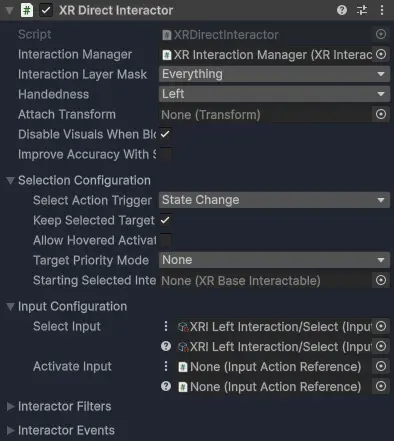 XR Direct Interactor
Script XRDirectInteractor
Interaction Manager XR Interaction Manager (XR Interac
Interaction Layer Mask Everything
Handedness Left
Attach Transform None (Transform)
Disable Visuals When Blo
Improve Accuracy With S
Selection Configuration
Select Action Trigger State Change
Keep Selected Target
Allow Hovered Activat
Target Priority Mode None
Starting Selected Inte None (XR Base Interactable)
Input Configuration
Select Input XRI Left Interaction/Select (Input
XRI Left Interaction/Select (Input
Activate Input None (Input Action Reference)
None (Input Action Reference)
Interactor Filters
Interactor Events